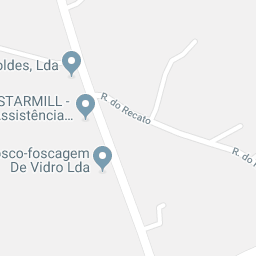 oldes, Lda
STARMILL -
Assistência...
R. do Recato
osco-foscagem
De Vidro Lda
R. do